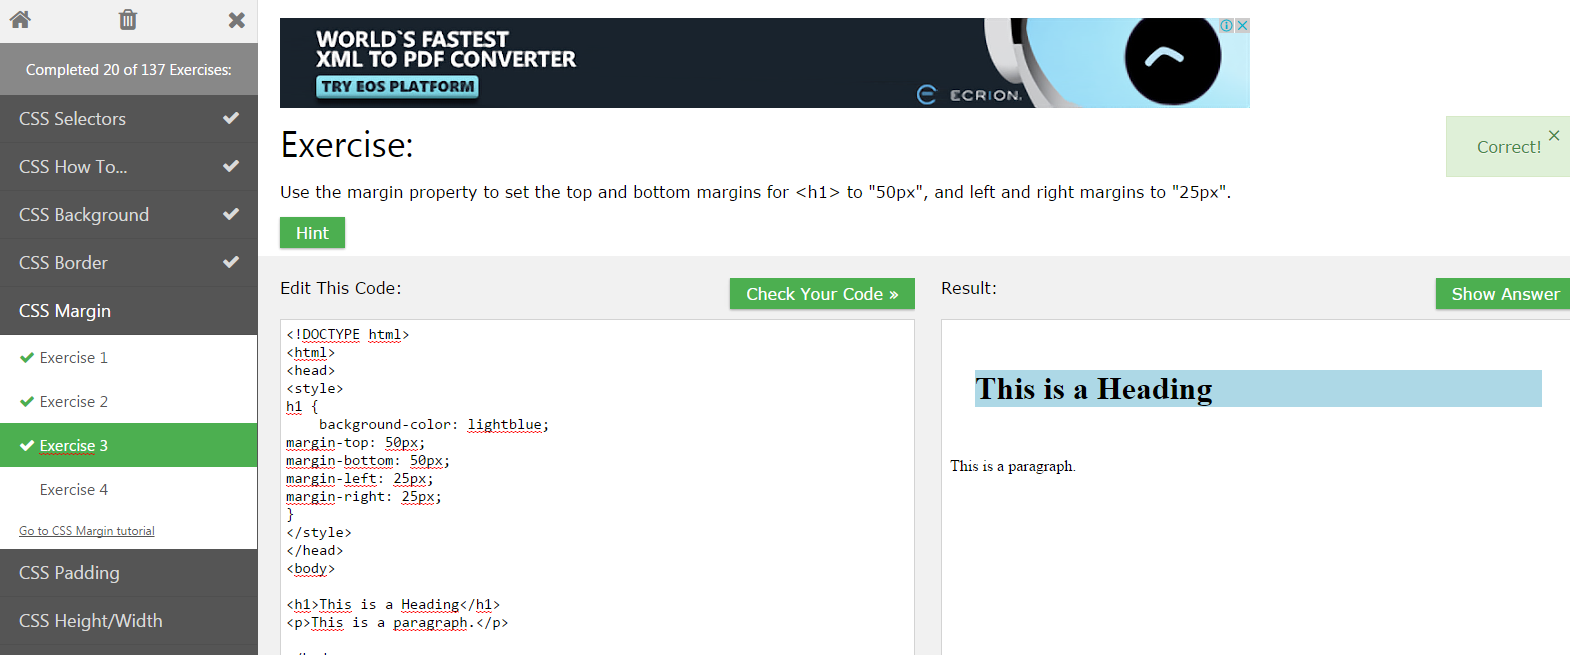 Completed 20 of 137 Exercises:
CSS Selectors
CSS How To...
CSS Background
CSS Border
CSS Margin
Exercise 1
Exercise 2
Exercise 3
Exercise 4
Go to CSS Margin tutorial
CSS Padding
CSS Height/Width
WORLD`S FASTEST
XML TO PDF CONVERTER
TRY EOS PLATFORM
ECRION.
Exercise:
Correct!
Use the margin property to set the top and bottom margins for <h1> to "50px", and left and right margins to "25px".
Hint
Edit This Code:
Check Your Code »
<!DOCTYPE html>
<html>
<head>
<style>
h1 {
    background-color: lightblue;
margin-top: 50px;
margin-bottom: 50px;
margin-left: 25px;
margin-right: 25px;
}
</style>
</head>
<body>
<h1>This is a Heading</h1>
<p>This is a paragraph.</p>
Result:
Show Answer
This is a Heading
This is a paragraph.